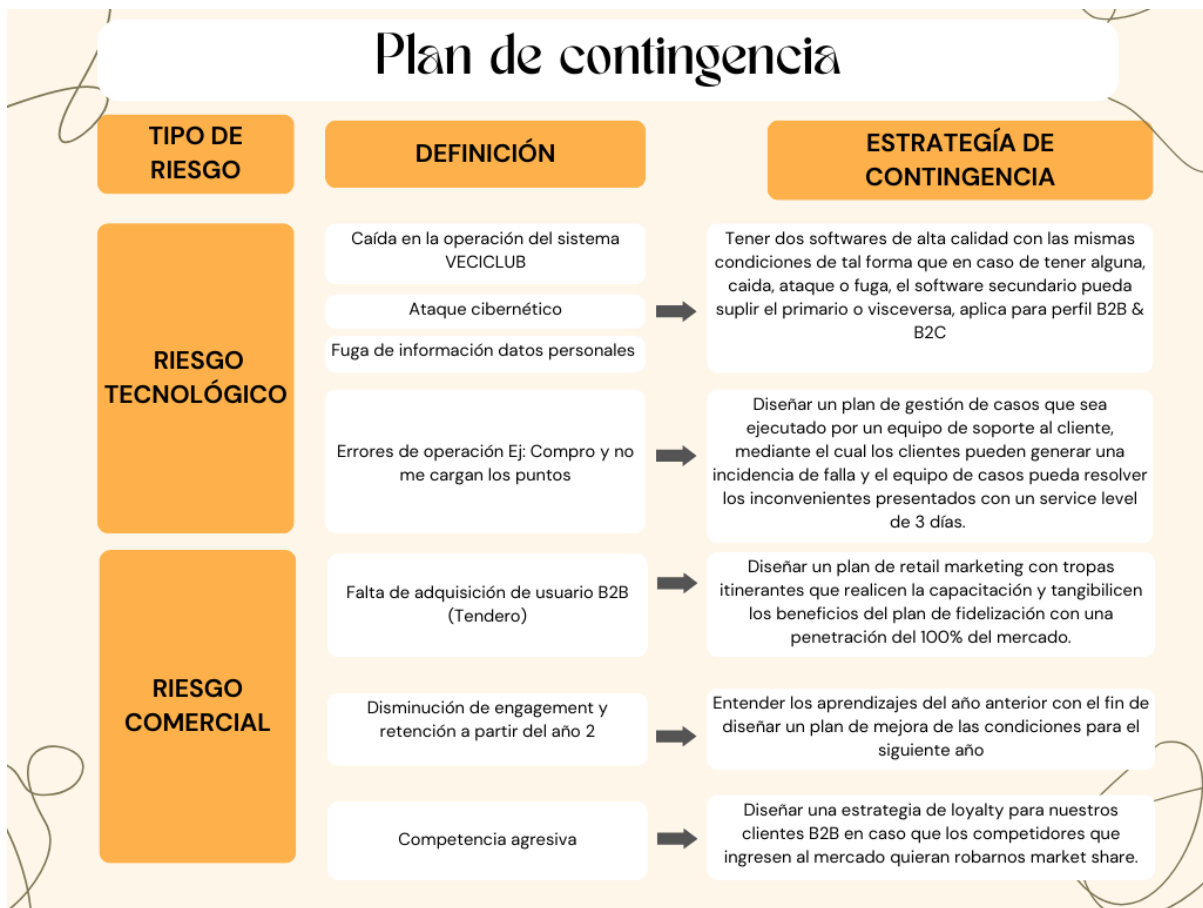 Plan de contingencia
TIPO DE
RIESGO
DEFINICIÓN
ESTRATEGÍA DE
CONTINGENCIA
RIESGO
TECNOLÓGICO
Caída en la operación del sistema
VECICLUB
Ataque cibernético
Fuga de información datos personales
Tener dos softwares de alta calidad con las mismas
condiciones de tal forma que en caso de tener alguna,
caida, ataque o fuga, el software secundario pueda
suplir el primario o visceversa, aplica para perfil B2B &
B2C
Errores de operación Ej: Compro y no
me cargan los puntos
Diseñar un plan de gestión de casos que sea
ejecutado por un equipo de soporte al cliente,
mediante el cual los clientes pueden generar una
incidencia de falla y el equipo de casos pueda resolver
los inconvenientes presentados con un service level
de 3 días.
RIESGO
COMERCIAL
Falta de adquisición de usuario B2B
(Tendero)
Diseñar un plan de retail marketing con tropas
itinerantes que realicen la capacitación y tangibilicen
los beneficios del plan de fidelización con una
penetración del 100% del mercado.
Disminución de engagement y
retención a partir del año 2
Entender los aprendizajes del año anterior con el fin de
diseñar un plan de mejora de las condiciones para el
siguiente año
Competencia agresiva
Diseñar una estrategia de loyalty para nuestros
clientes B2B en caso que los competidores que
ingresen al mercado quieran robarnos market share.